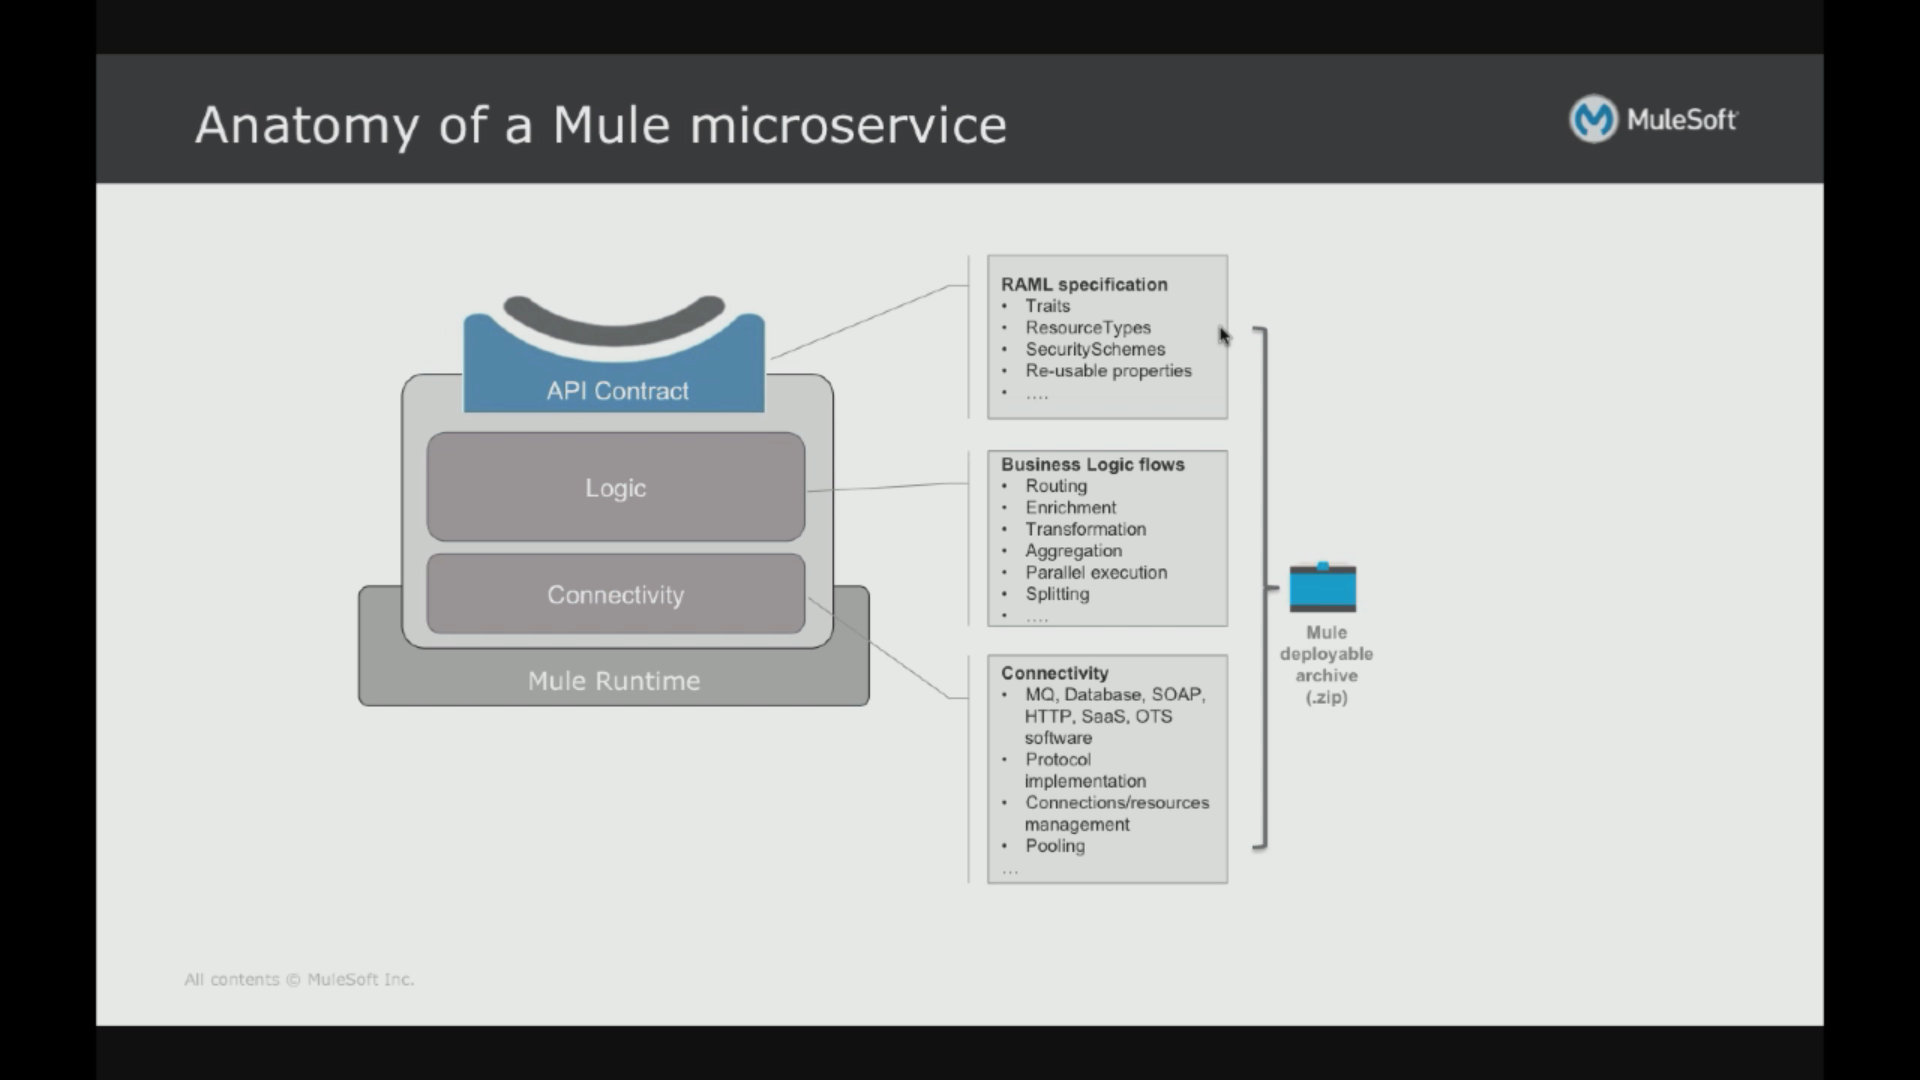 Anatomy of a Mule microservice
MuleSoft
API Contract
Logic
Connectivity
Mule Runtime
RAML specification
• Traits
• ResourceTypes
• SecuritySchemes
• Re-usable properties
• ....
Business Logic flows
• Routing
• Enrichment
• Transformation
• Aggregation
• Parallel execution
• Splitting
• ....
Connectivity
• MQ, Database, SOAP,
HTTP, SaaS, OTS
software
• Protocol
implementation
• Connections/resources
management
• Pooling
...
Mule
deployable
archive
(.zip)
All contents © MuleSoft Inc.